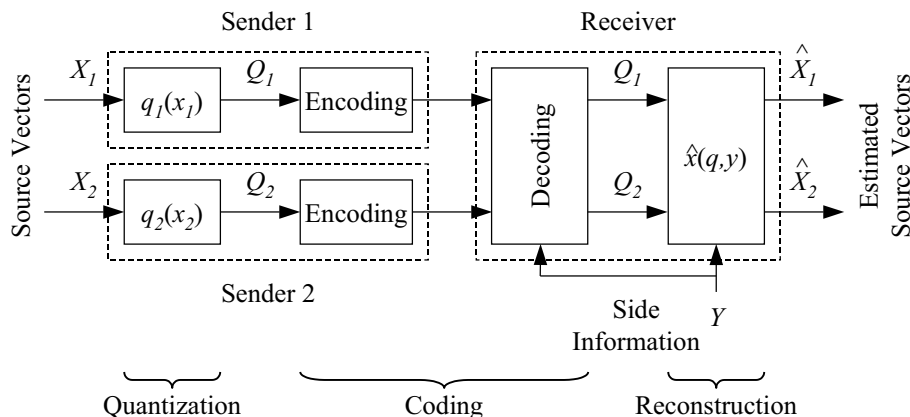 Sender 1
Receiver
Source Vectors
X₁
q₁(x₁)
Q₁
Encoding
Decoding
Q₁
x̂(q,y)
X̂₁
Estimated
Source Vectors
X₂
q₂(x₂)
Q₂
Encoding
Q₂
X̂₂
Sender 2
Side
Information
Y
Quantization
Coding
Reconstruction